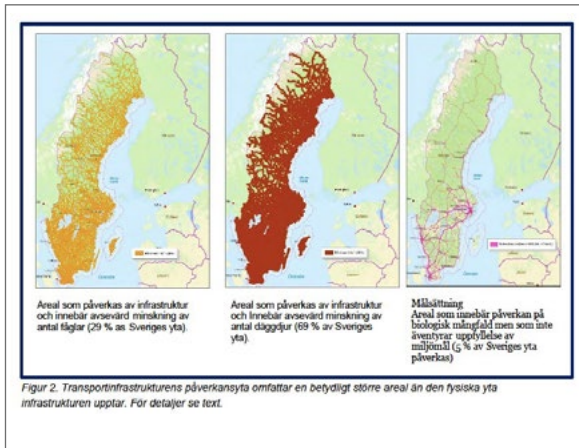 Areal som påverkas av infrastruktur
och innebär avsevärd minskning av
antal fåglar (29 % as Sveriges yta).
Areal som påverkas av infrastruktur
och Innebär avsevärd minskning av
antal däggdjur (69 % av Sveriges
yta).
Målsättning
Areal som innebär påverkan på
biologisk mångfald men som inte
äventyrar uppfyllelse av
miljömål (5 % av Sveriges yta
påverkas)
Figur 2. Transportinfrastrukturens påverkansyta omfattar en betydligt större areal än den fysiska yta
infrastrukturen upptar. För detaljer se text.